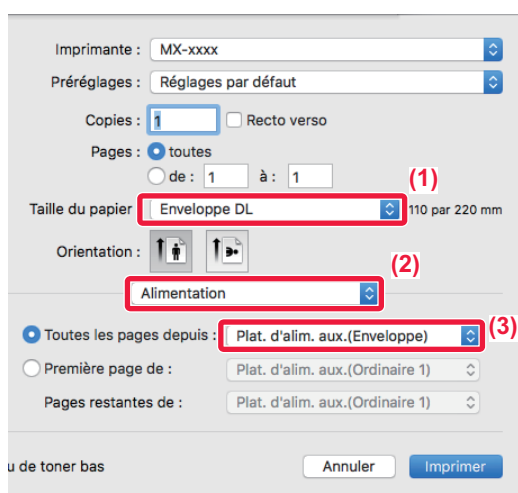 Imprimante : MX-xxxx
Préréglages : Réglages par défaut
Copies : 1 Recto verso
Pages : toutes
de : 1 à : 1
(1)
Taille du papier Enveloppe DL 110 par 220 mm
Orientation :
(2)
Alimentation
Toutes les pages depuis : Plat. d'alim. aux.(Enveloppe) (3)
Première page de : Plat. d'alim. aux.(Ordinaire 1)
Pages restantes de : Plat. d'alim. aux.(Ordinaire 1)
u de toner bas Annuler Imprimer